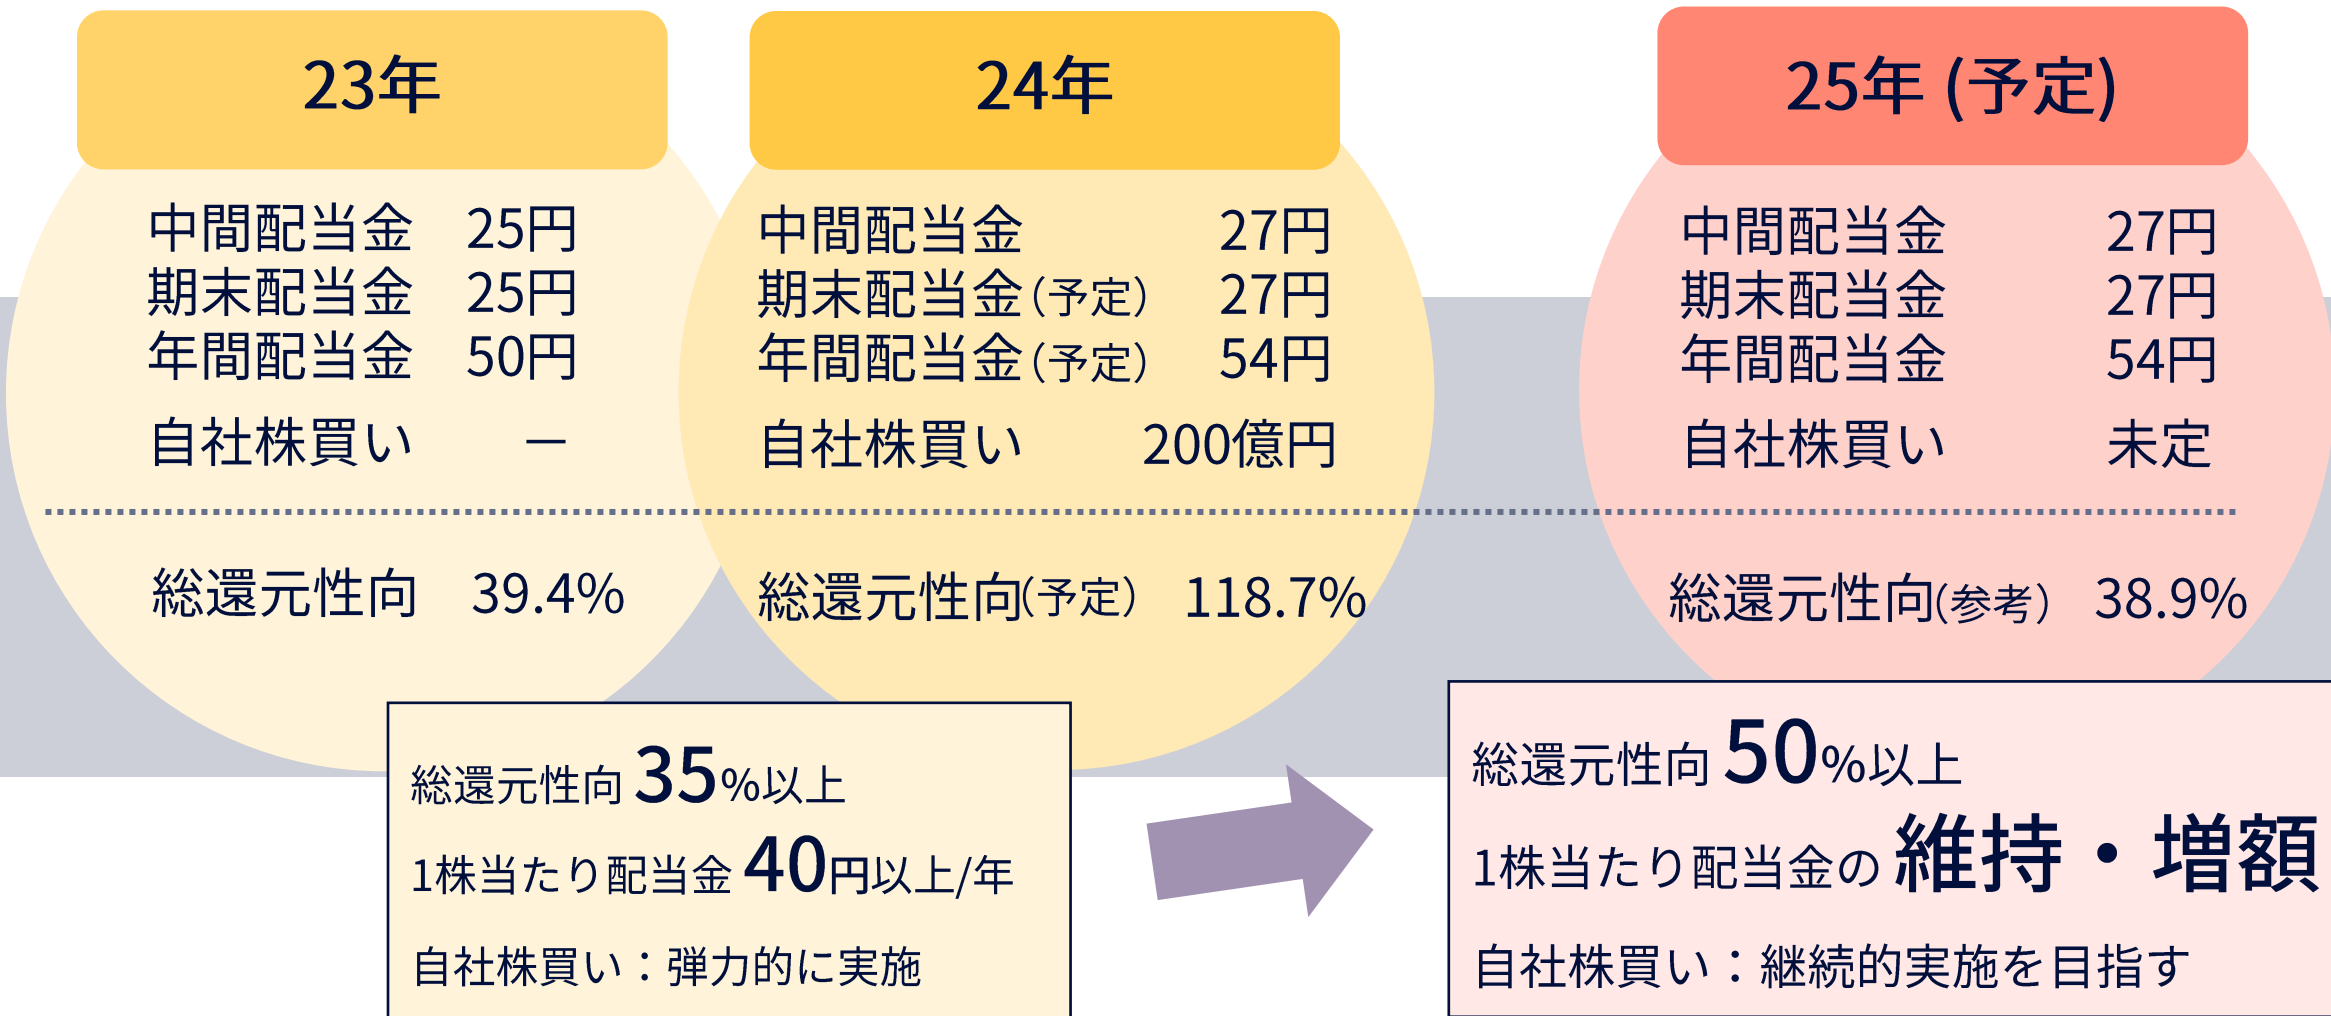 23年
中間配当金 25円
期末配当金 25円
年間配当金 50円
自社株買い －
総還元性向 39.4%
24年
中間配当金 27円
期末配当金(予定) 27円
年間配当金(予定) 54円
自社株買い 200億円
総還元性向(予定) 118.7%
25年 (予定)
中間配当金 27円
期末配当金 27円
年間配当金 54円
自社株買い 未定
総還元性向(参考) 38.9%
総還元性向 35%以上
1株当たり配当金 40円以上/年
自社株買い：弾力的に実施
総還元性向 50%以上
1株当たり配当金の 維持・増額
自社株買い：継続的実施を目指す